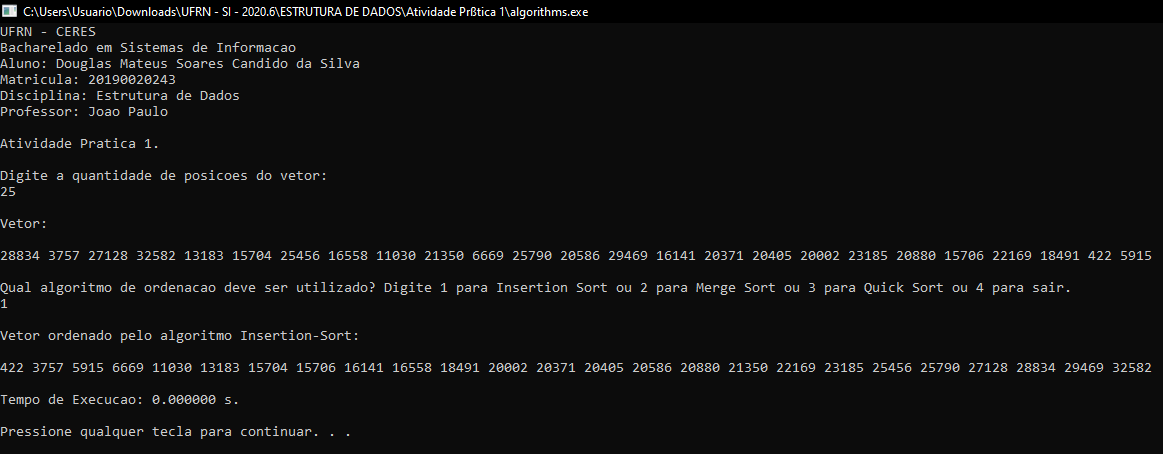 C:\Users\Usuario\Downloads\UFRN - SI - 2020.6\ESTRUTURA DE DADOS\Atividade Prßtica 1\algorithms.exe
UFRN - CERES
Bacharelado em Sistemas de Informacao
Aluno: Douglas Mateus Soares Candido da Silva
Matricula: 20190020243
Disciplina: Estrutura de Dados
Professor: Joao Paulo
Atividade Pratica 1.
Digite a quantidade de posicoes do vetor:
25
Vetor:
28834 3757 27128 32582 13183 15704 25456 16558 11030 21350 6669 25790 20586 29469 16141 20371 20405 20002 23185 20880 15706 22169 18491 422 5915
Qual algoritmo de ordenacao deve ser utilizado? Digite 1 para Insertion Sort ou 2 para Merge Sort ou 3 para Quick Sort ou 4 para sair.
1
Vetor ordenado pelo algoritmo Insertion-Sort:
422 3757 5915 6669 11030 13183 15704 15706 16141 16558 18491 20002 20371 20405 20586 20880 21350 22169 23185 25456 25790 27128 28834 29469 32582
Tempo de Execucao: 0.000000 s.
Pressione qualquer tecla para continuar. . .